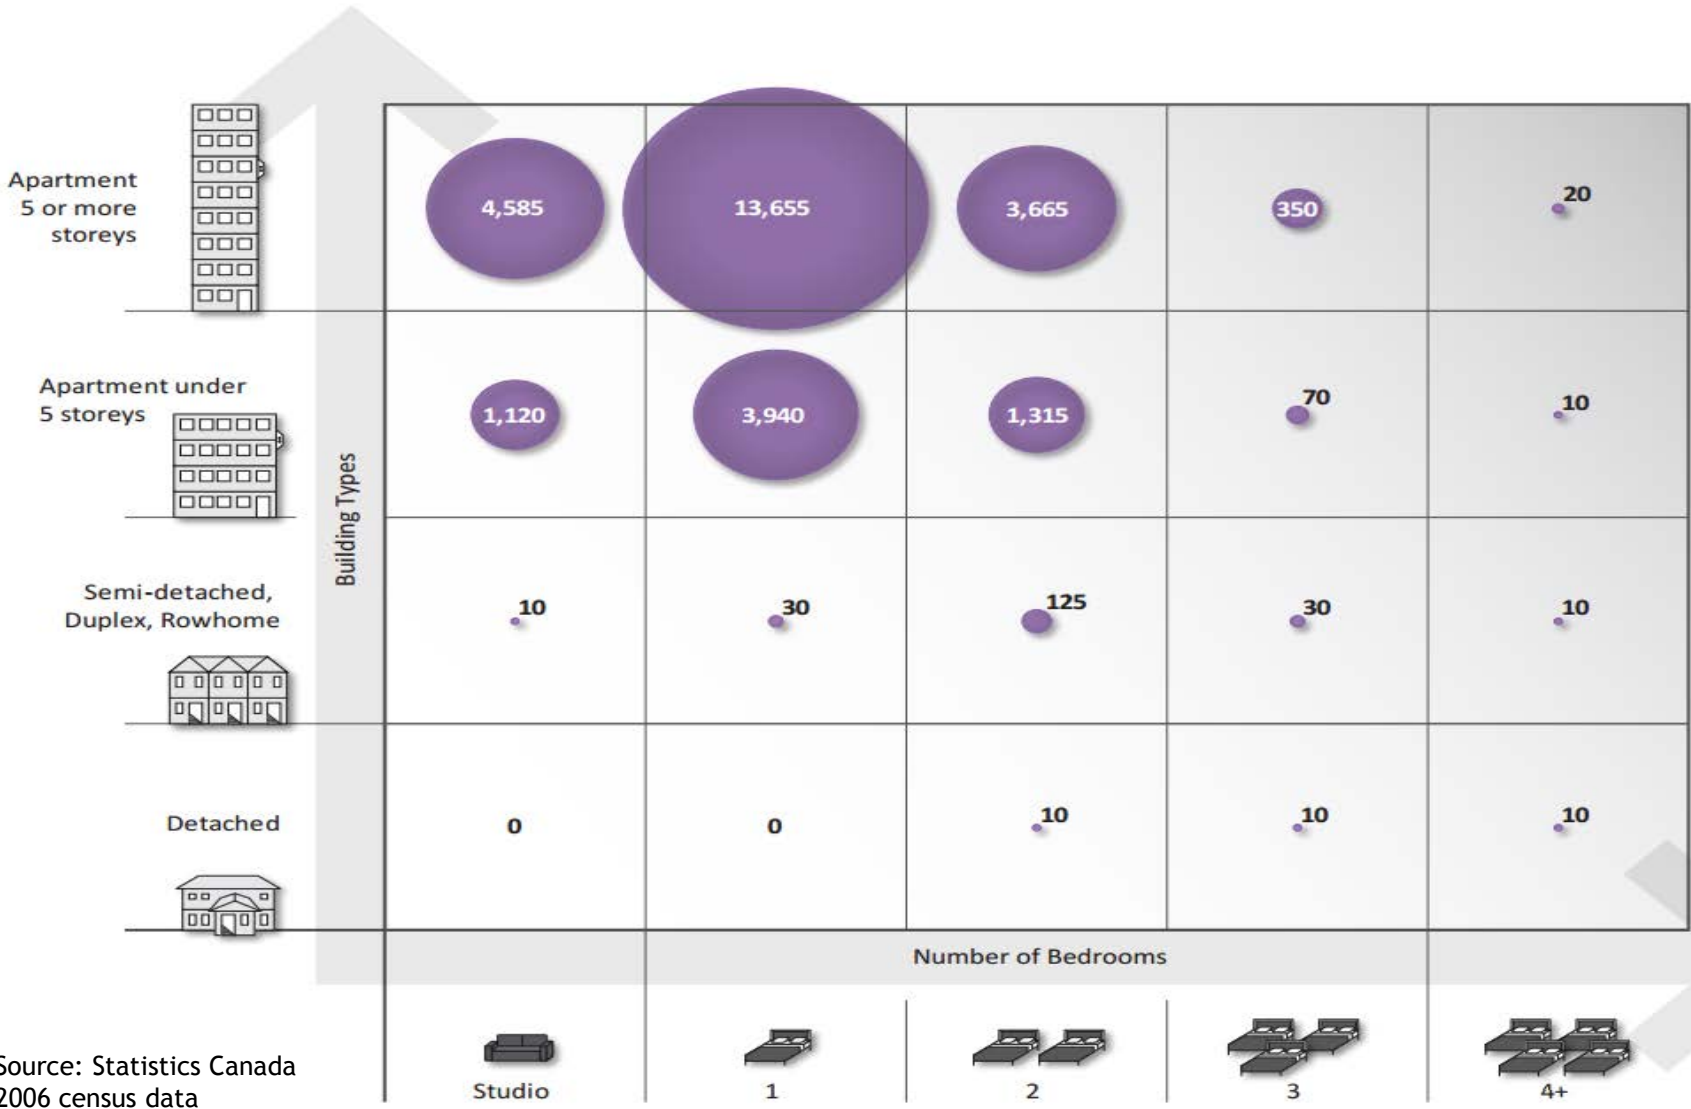 Apartment
5 or more
storeys
4,585
13,655
3,665
350
20
Apartment under
5 storeys
1,120
3,940
1,315
70
10
Building Types
Semi-detached,
Duplex, Rowhome
10
30
125
30
10
Detached
0
0
10
10
10
Number of Bedrooms
Studio
1
2
3
4+
Source: Statistics Canada
2006 census data